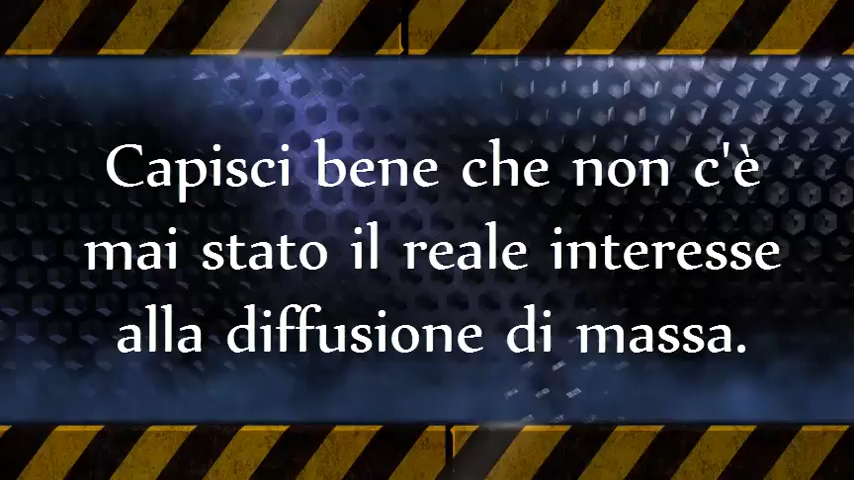 Capisci bene che non c'è
mai stato il reale interesse
alla diffusione di massa.